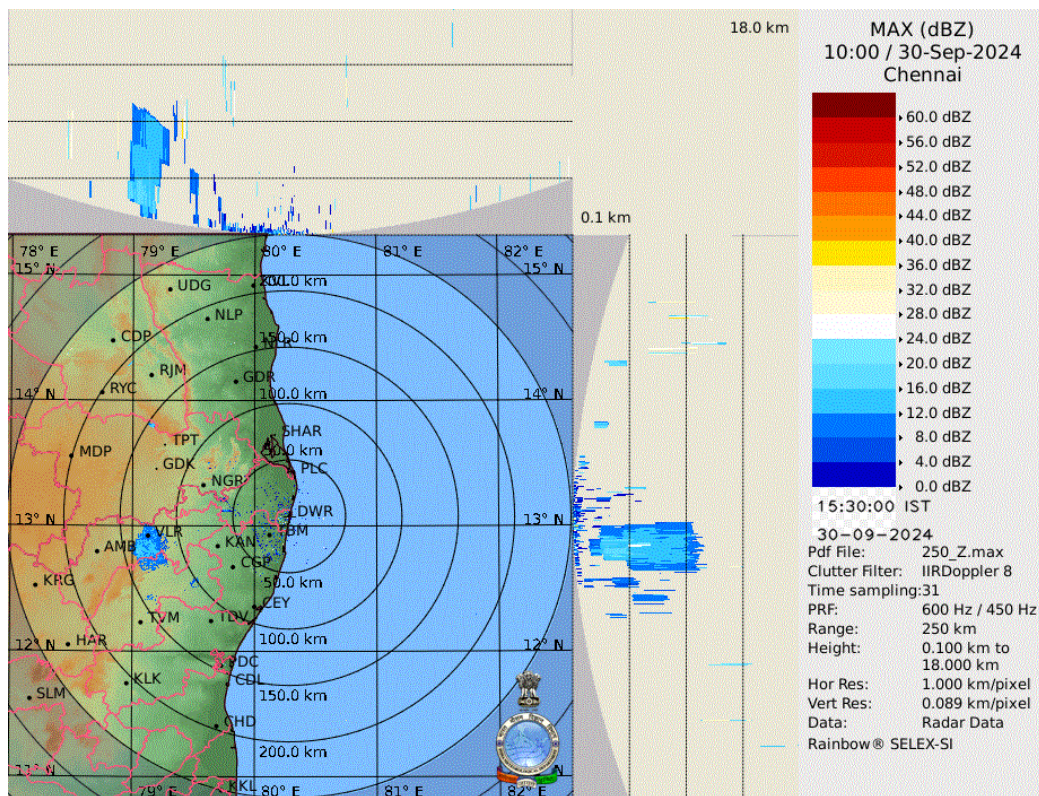 18.0 km
0.1 km
MAX (dBZ)
10:00 / 30-Sep-2024
Chennai
60.0 dBZ
56.0 dBZ
52.0 dBZ
48.0 dBZ
44.0 dBZ
40.0 dBZ
36.0 dBZ
32.0 dBZ
28.0 dBZ
24.0 dBZ
20.0 dBZ
16.0 dBZ
12.0 dBZ
8.0 dBZ
4.0 dBZ
0.0 dBZ
15:30:00 IST
30-09-2024
Pdf File: 250_Z.max
Clutter Filter: IIRDoppler 8
Time sampling:31
PRF: 600 Hz / 450 Hz
Range: 250 km
Height: 0.100 km to
18.000 km
Hor Res: 1.000 km/pixel
Vert Res: 0.089 km/pixel
Data: Radar Data
Rainbow® SELEX-SI
78° E 79° E 80° E 81° E 82° E
15° N 15° N
UDG
200.0 km
NLP
CDP
150.0 km
RJM
GDR
RYC
100.0 km
14° N 14° N
SHAR
TPT
50.0 km
MDP
GDK
PLC
NGR
DWR
13° N 13° N
VLR
AMB
KAN
CGP
KRG
50.0 km
CEY
TVM
TDV
HAR
100.0 km
12° N 12° N
PDC
KLK
CDL
SLM
150.0 km
CHD
200.0 km
11° N 11° N
KKL
79° E 80° E 81° E 82° E